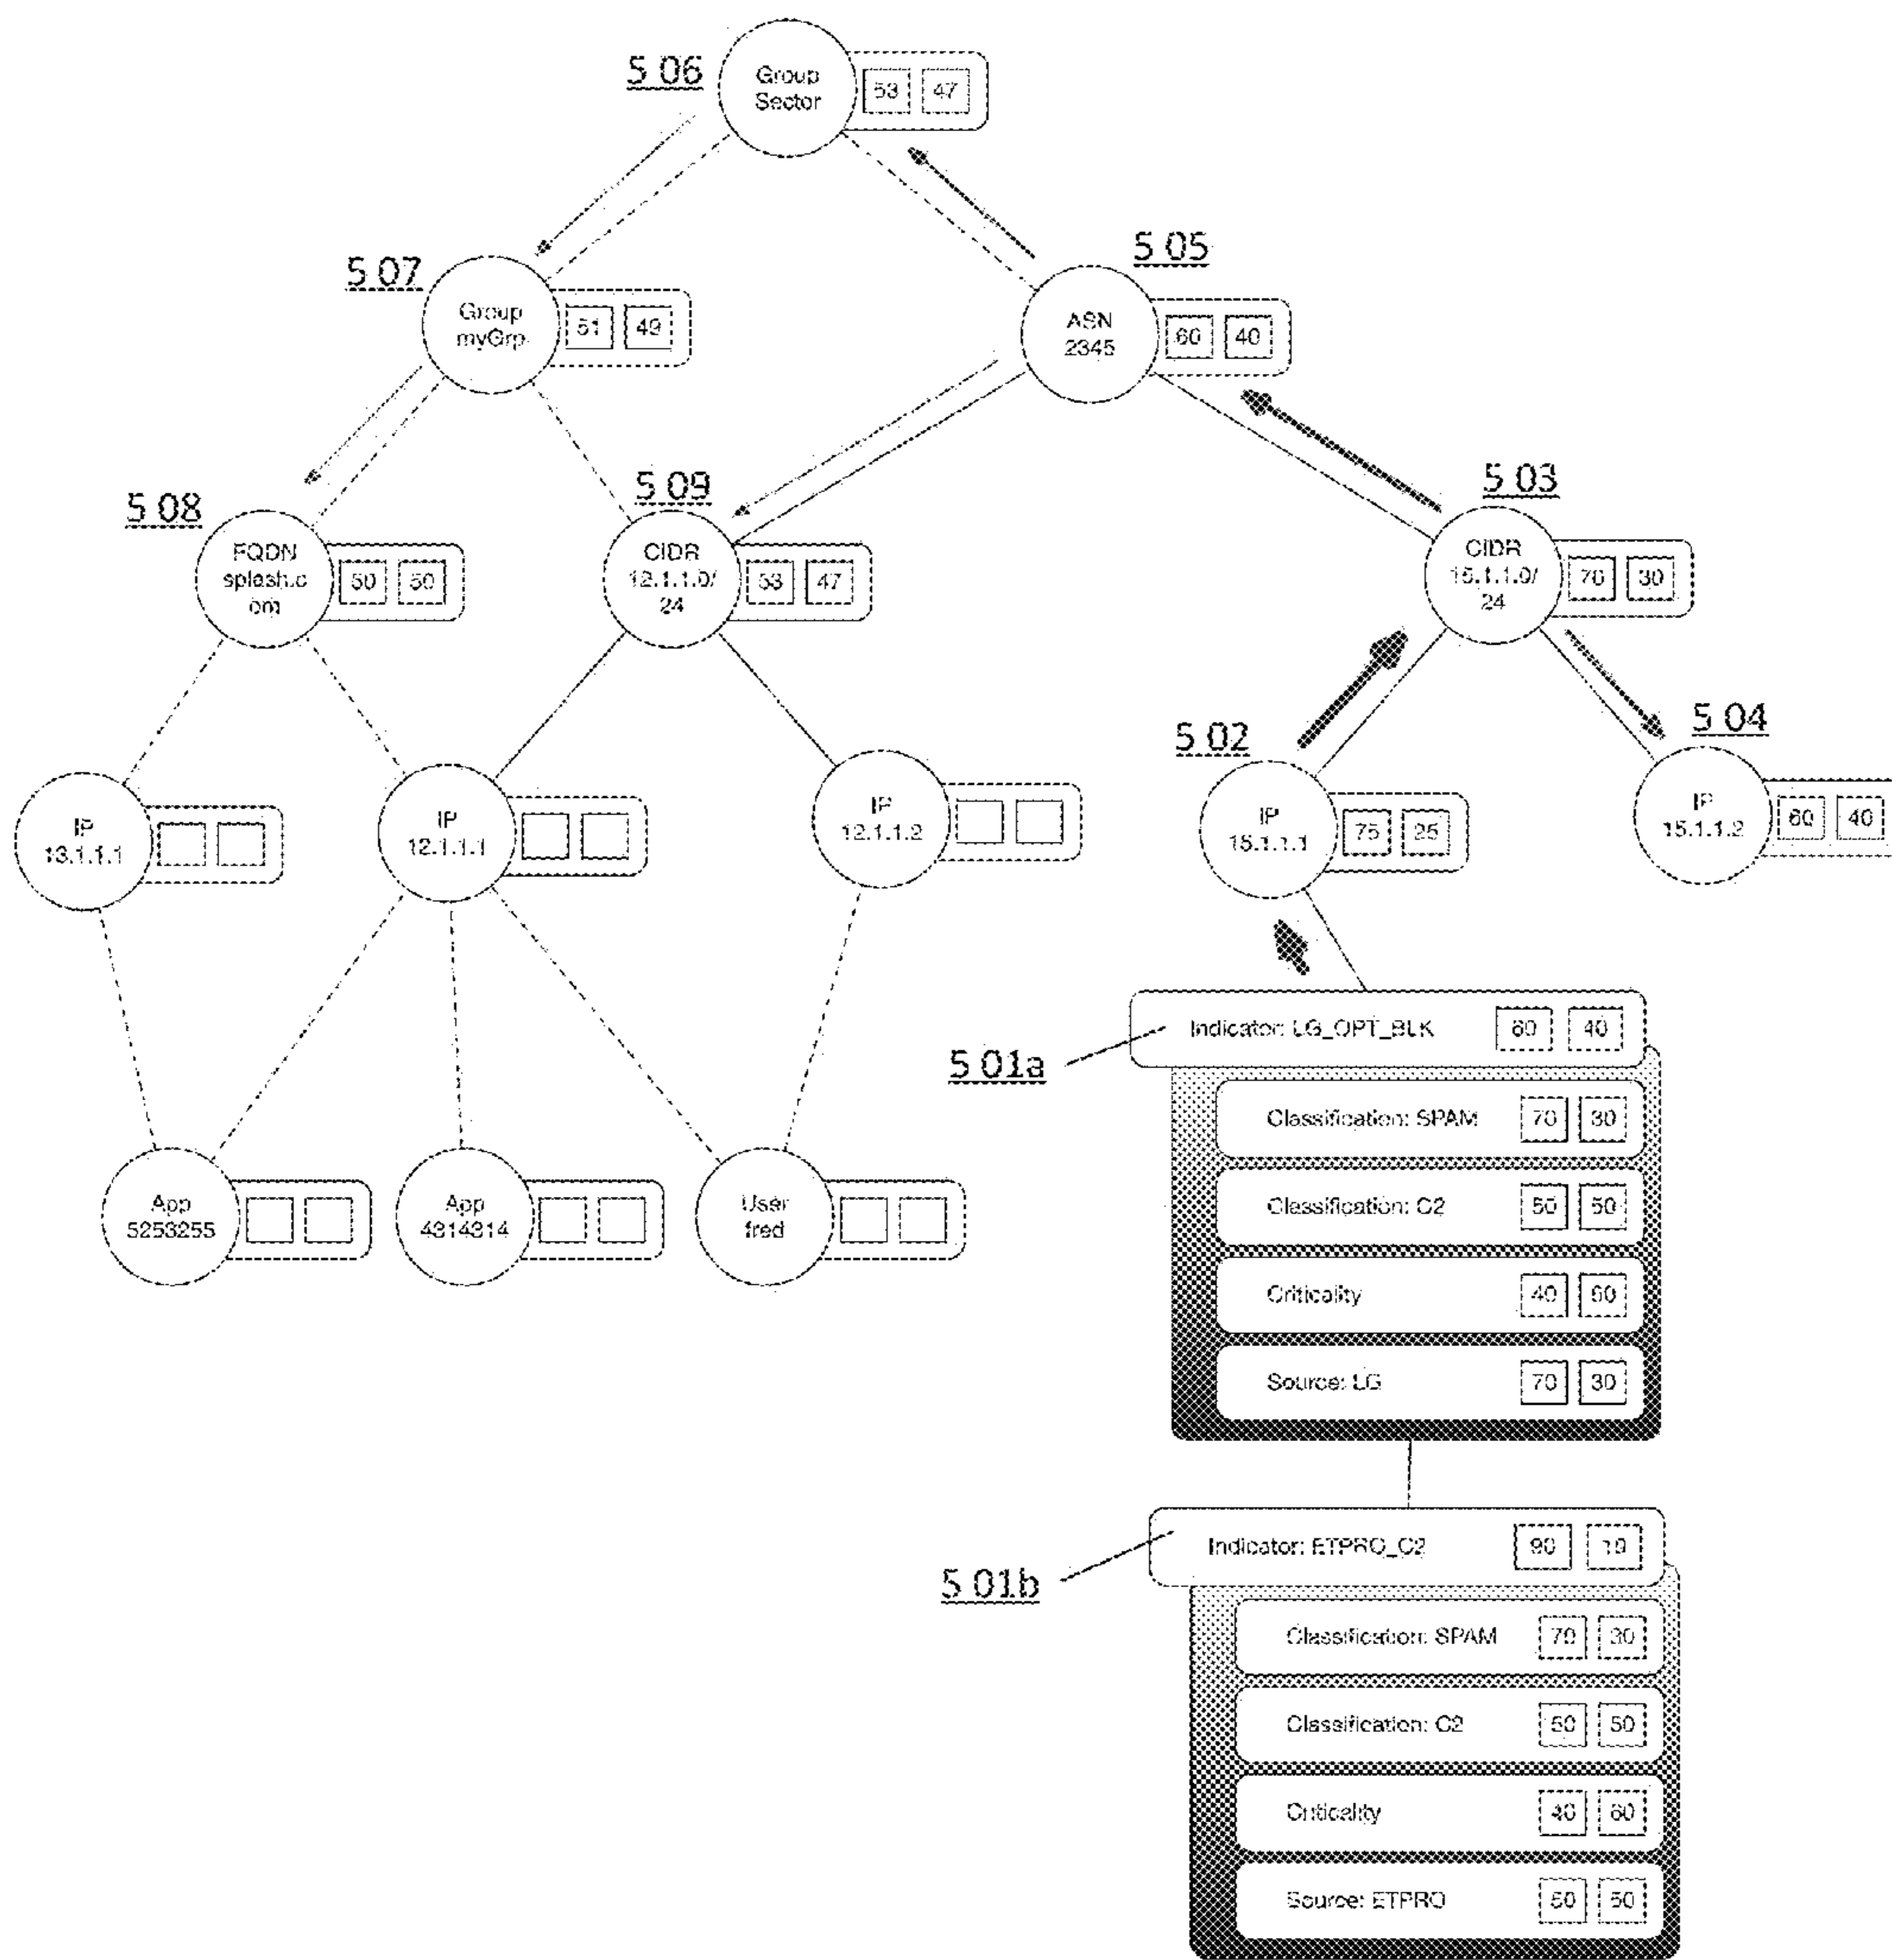 5 06
Group
Sector
53 47
5 07
Group
myGrp
51 49
5 05
ASN
2345
60 40
5 08
FQDN
splash.c
om
50 50
5 09
CIDR
12.1.1.0/
24
53 47
5 03
CIDR
15.1.1.0/
24
70 30
IP
13.1.1.1
IP
12.1.1.1
IP
12.1.1.2
5 02
IP
15.1.1.1
75 25
5 04
IP
15.1.1.2
60 40
App
5253255
App
4314314
User
fred
5 01a
Indicator: LG_OPT_BLK 60 40
Classification: SPAM 70 30
Classification: C2 50 50
Criticality 40 60
Source: LG 70 30
5 01b
Indicator: ETPRO_C2 90 10
Classification: SPAM 70 30
Classification: C2 50 50
Criticality 40 60
Source: ETPRO 50 50